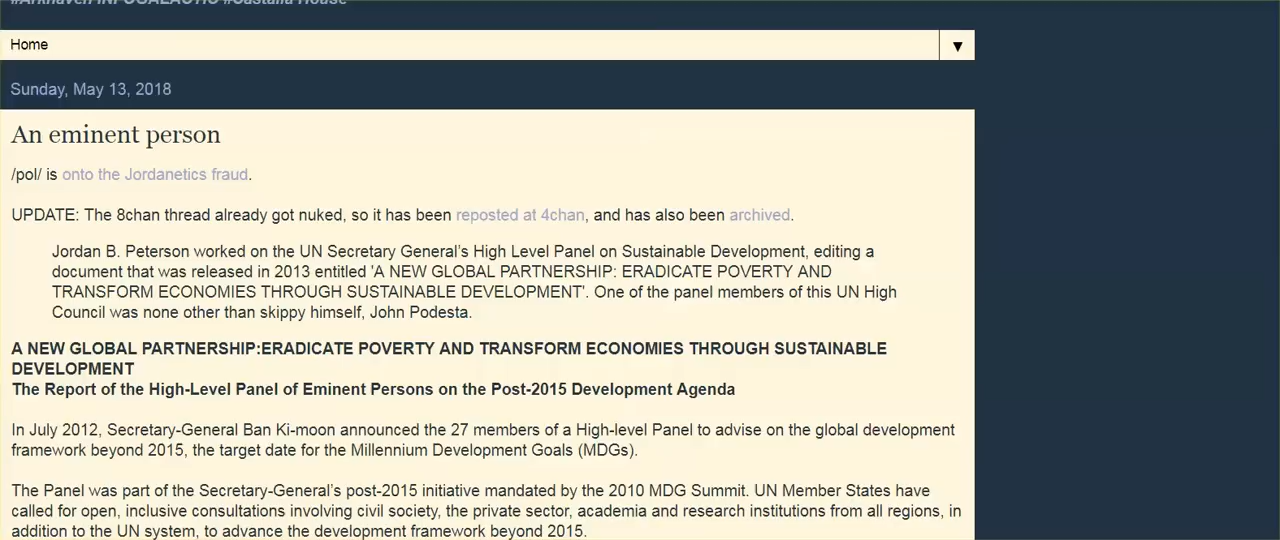 #Arkhaven INFOGALACTIC #Castalia House
Home ▼
Sunday, May 13, 2018
An eminent person
/pol/ is onto the Jordanetics fraud.
UPDATE: The 8chan thread already got nuked, so it has been reposted at 4chan, and has also been archived.
Jordan B. Peterson worked on the UN Secretary General's High Level Panel on Sustainable Development, editing a
document that was released in 2013 entitled 'A NEW GLOBAL PARTNERSHIP: ERADICATE POVERTY AND
TRANSFORM ECONOMIES THROUGH SUSTAINABLE DEVELOPMENT'. One of the panel members of this UN High
Council was none other than skippy himself, John Podesta.
A NEW GLOBAL PARTNERSHIP:ERADICATE POVERTY AND TRANSFORM ECONOMIES THROUGH SUSTAINABLE
DEVELOPMENT
The Report of the High-Level Panel of Eminent Persons on the Post-2015 Development Agenda
In July 2012, Secretary-General Ban Ki-moon announced the 27 members of a High-level Panel to advise on the global development
framework beyond 2015, the target date for the Millennium Development Goals (MDGs).
The Panel was part of the Secretary-General's post-2015 initiative mandated by the 2010 MDG Summit. UN Member States have
called for open, inclusive consultations involving civil society, the private sector, academia and research institutions from all regions, in
addition to the UN system, to advance the development framework beyond 2015.